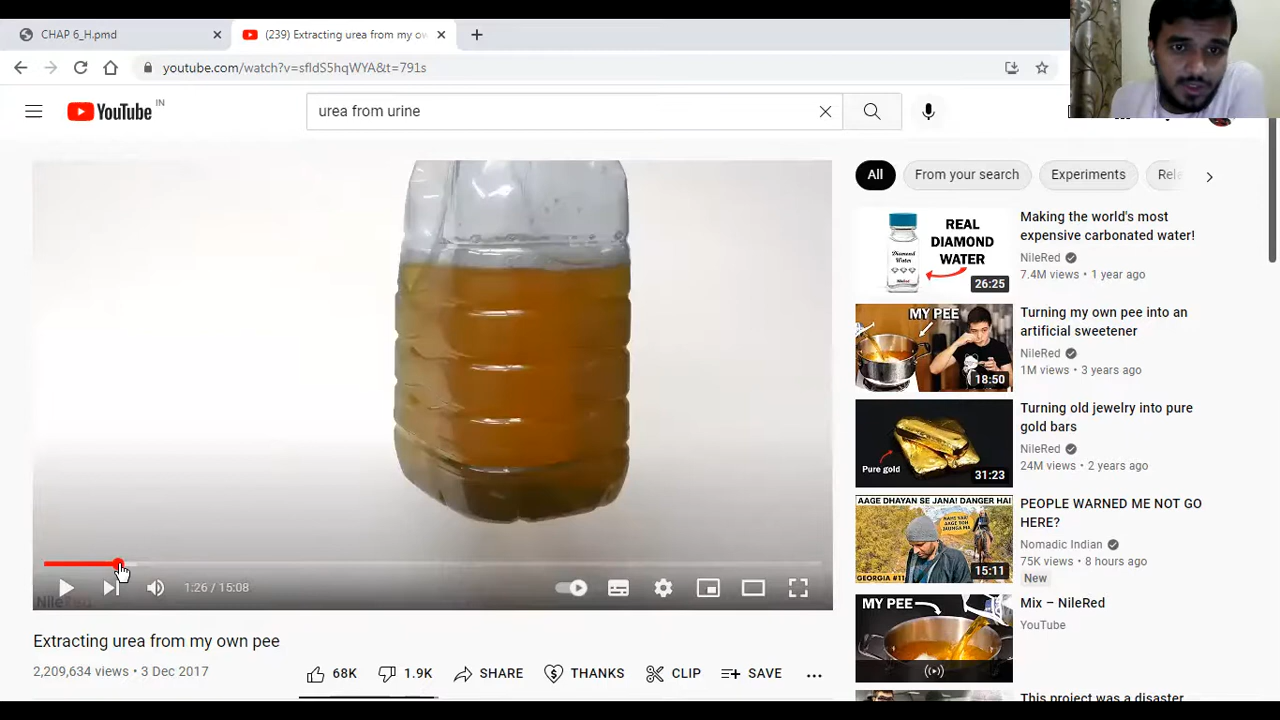 CHAP 6_H.pmd
(239) Extracting urea from my ow
youtube.com/watch?v=sfldS5hqWYA&t=791s
YouTube IN
urea from urine
All
From your search
Experiments
Rele
REAL DIAMOND WATER
Diamond Water
26:25
Making the world's most expensive carbonated water!
NileRed
7.4M views • 1 year ago
MY PEE
18:50
Turning my own pee into an artificial sweetener
NileRed
1M views • 3 years ago
Pure gold
31:23
Turning old jewelry into pure gold bars
NileRed
24M views • 2 years ago
AAGE DHAYAN SE JANA! DANGER HAI
GEORGIA #11
15:11
PEOPLE WARNED ME NOT GO HERE?
Nomadic Indian
75K views • 8 hours ago
New
MY PEE
Mix – NileRed
YouTube
This project was a disaster
1:26 / 15:08
NileRed
Extracting urea from my own pee
2,209,634 views • 3 Dec 2017
68K
1.9K
SHARE
THANKS
CLIP
SAVE